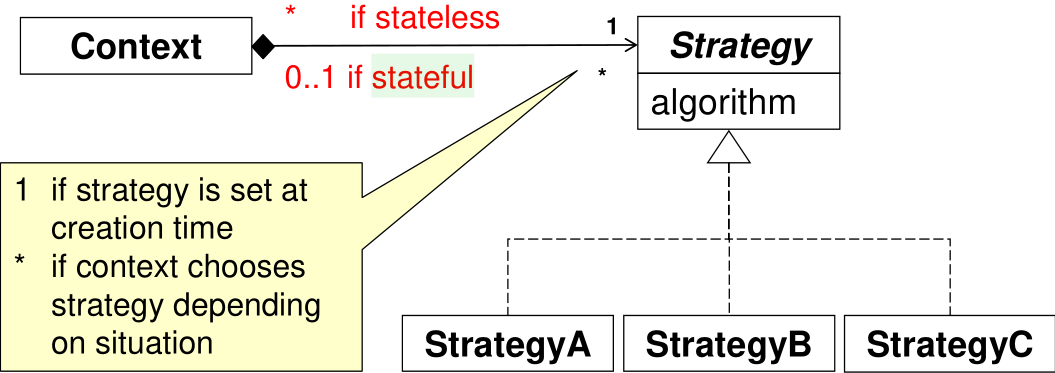 * if stateless
1
Context
Strategy
0..1 if stateful
*
algorithm
1 if strategy is set at
creation time
* if context chooses
strategy depending
on situation
StrategyA
StrategyB
StrategyC